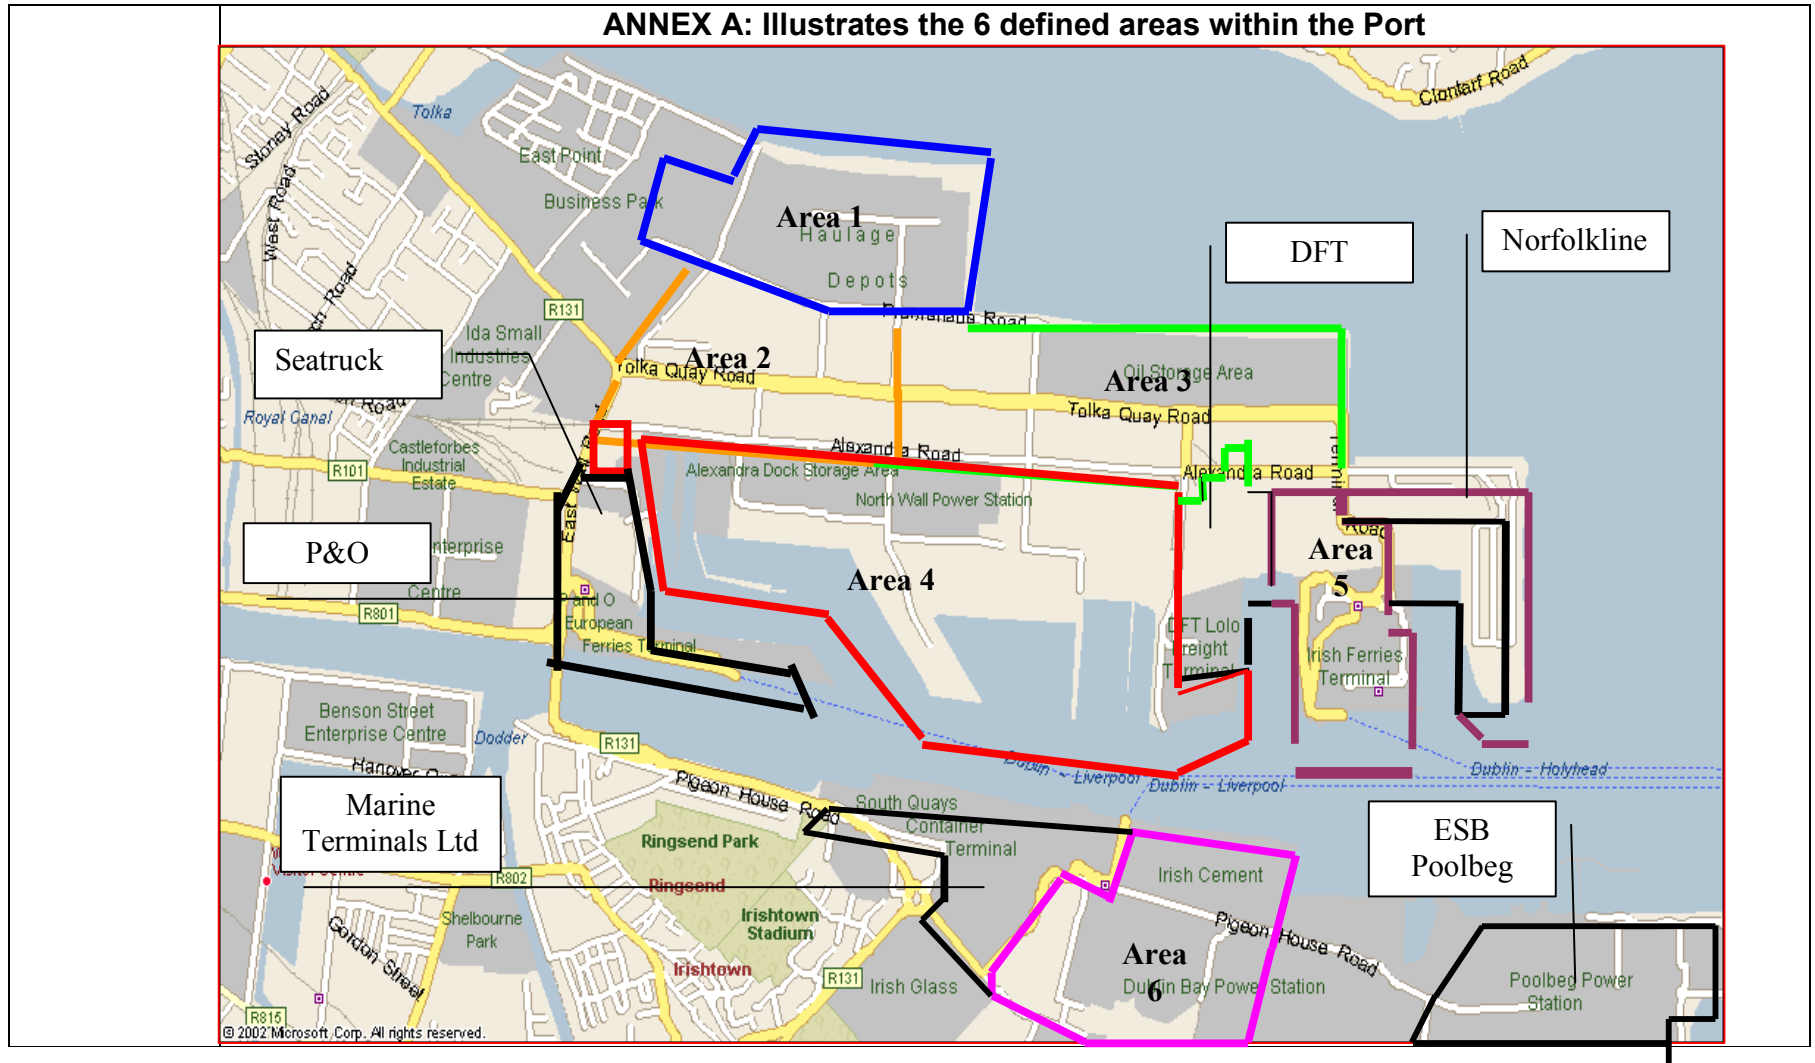 ANNEX A: Illustrates the 6 defined areas within the Port
Clontarf Road
Tolka
Stoney Road
East Point
Business Park
West Road
Area 1
Haulage
Depots
DFT
Norfolkline
R131
Promenade Road
Ida Small
Industries
Centre
Seatruck
Area 2
Tolka Quay Road
Oil Storage Area
Area 3
Tolka Quay Road
Royal Canal
Castleforbes
Industrial
Estate
R101
Alexandra Road
Alexandra Dock Storage Area
Alexandra Road
North Wall Power Station
Road
P&O
nterprise
Centre
Area 4
Area
5
R801
P and O
European
Ferries Terminal
DFT Lolo
Freight
Terminal
Irish Ferries
Terminal
Benson Street
Enterprise Centre
Dodder
R131
Dublin - Liverpool
Dublin - Liverpool
Dublin - Holyhead
Pigeon House Road
Marine
Terminals Ltd
South Quays
Container
Terminal
Ringsend Park
Ringsend
Irishtown
Stadium
Irishtown
R802
Shelbourne
Park
Gordon Street
Irish Cement
ESB
Poolbeg
Pigeon House Road
R131
Irish Glass
Area
6
Dublin Bay Power Station
Poolbeg Power
Station
R815
© 2002 Microsoft Corp. All rights reserved.